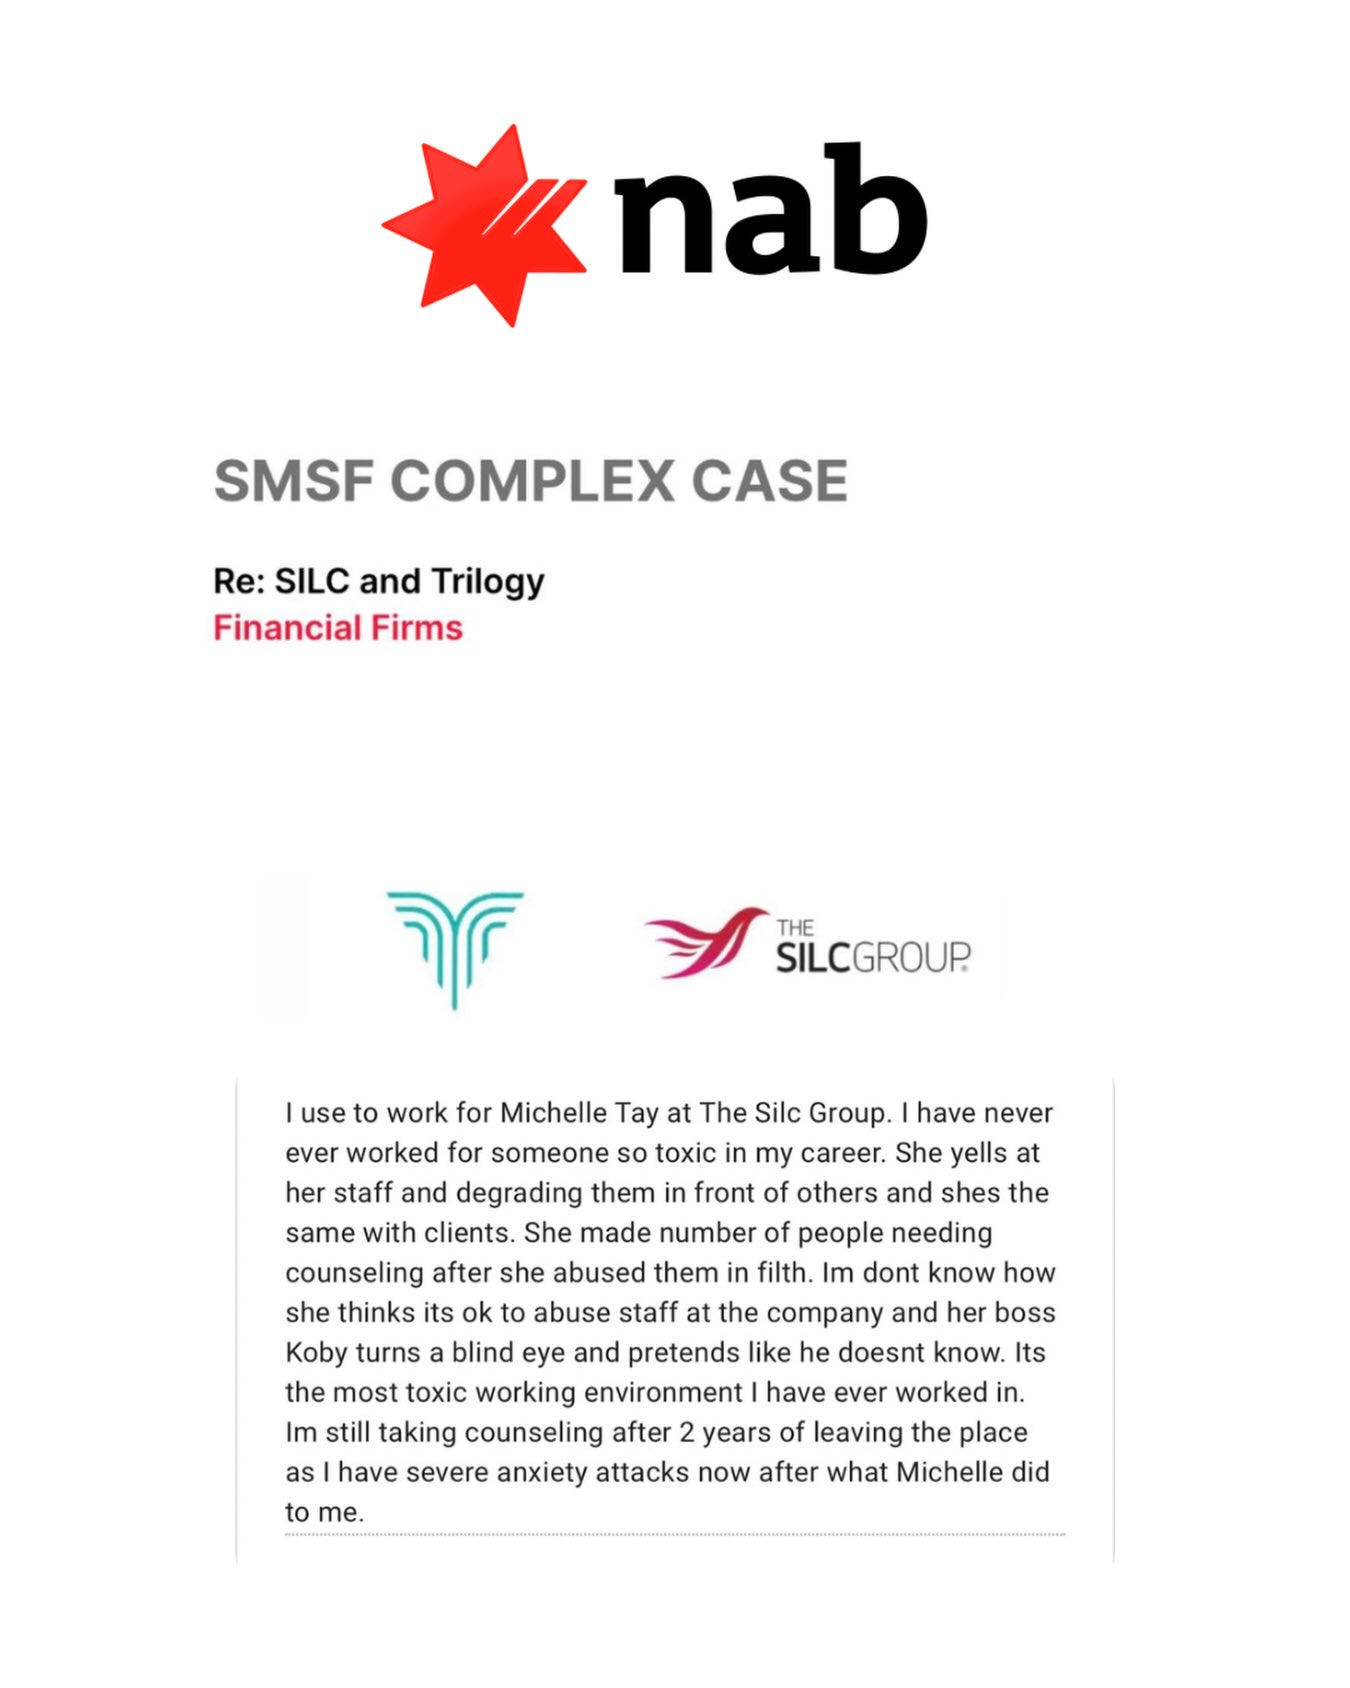 nab
SMSF COMPLEX CASE
Re: SILC and Trilogy
Financial Firms
THE
SILCGROUP®
I use to work for Michelle Tay at The Silc Group. I have never
ever worked for someone so toxic in my career. She yells at
her staff and degrading them in front of others and shes the
same with clients. She made number of people needing
counseling after she abused them in filth. Im dont know how
she thinks its ok to abuse staff at the company and her boss
Koby turns a blind eye and pretends like he doesnt know. Its
the most toxic working environment I have ever worked in.
Im still taking counseling after 2 years of leaving the place
as I have severe anxiety attacks now after what Michelle did
to me.